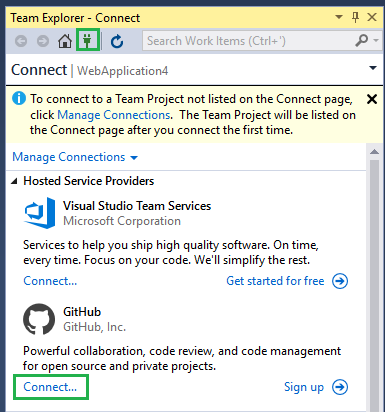 Team Explorer - Connect
Search Work Items (Ctrl+')
Connect | WebApplication4
To connect to a Team Project not listed on the Connect page,
click Manage Connections. The Team Project will be listed
on the Connect page after you connect the first time.
Manage Connections
Hosted Service Providers
Visual Studio Team Services
Microsoft Corporation
Services to help you ship high quality software. On time,
every time. Focus on your code. We'll simplify the rest.
Connect... Get started for free
GitHub
GitHub, Inc.
Powerful collaboration, code review, and code management
for open source and private projects.
Connect... Sign up